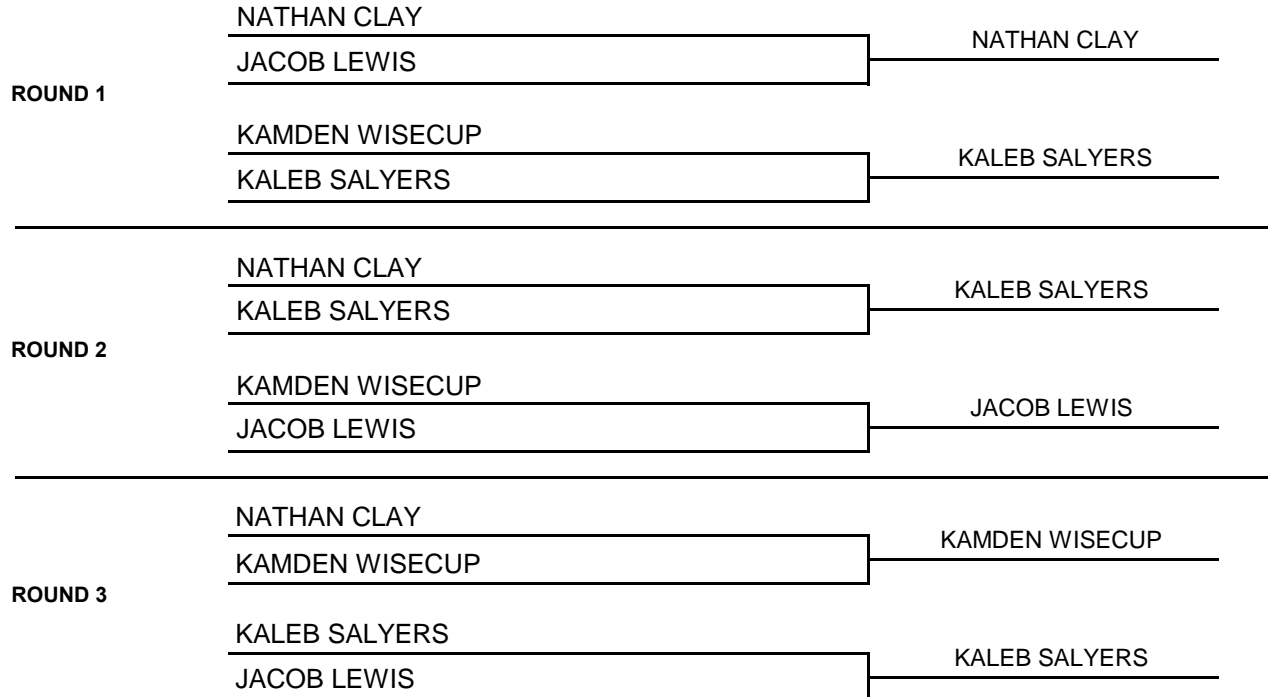 NATHAN CLAY
NATHAN CLAY
JACOB LEWIS
ROUND 1
KAMDEN WISECUP
KALEB SALYERS
KALEB SALYERS
NATHAN CLAY
KALEB SALYERS
KALEB SALYERS
ROUND 2
KAMDEN WISECUP
JACOB LEWIS
JACOB LEWIS
NATHAN CLAY
KAMDEN WISECUP
KAMDEN WISECUP
ROUND 3
KALEB SALYERS
KALEB SALYERS
JACOB LEWIS